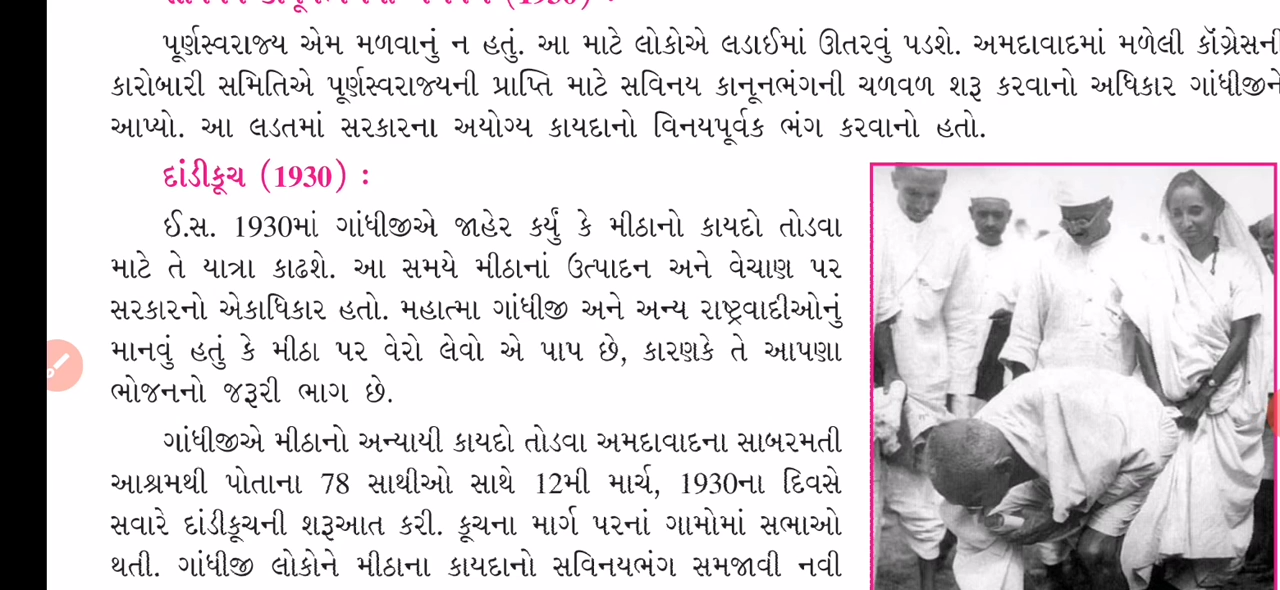 (1930) :
પૂર્ણસ્વરાજ્ય એમ મળવાનું ન હતું. આ માટે લોકોએ લડાઈમાં ઊતરવું પડશે. અમદાવાદમાં મળેલી કૉંગ્રેસની
કારોબારી સમિતિએ પૂર્ણસ્વરાજ્યની પ્રાપ્તિ માટે સવિનય કાનૂનભંગની ચળવળ શરૂ કરવાનો અધિકાર ગાંધીજીને
આપ્યો. આ લડતમાં સરકારના અયોગ્ય કાયદાનો વિનયપૂર્વક ભંગ કરવાનો હતો.
દાંડીકૂચ (1930) :
ઈ.સ. 1930માં ગાંધીજીએ જાહેર કર્યું કે મીઠાનો કાયદો તોડવા
માટે તે યાત્રા કાઢશે. આ સમયે મીઠાનાં ઉત્પાદન અને વેચાણ પર
સરકારનો એકાધિકાર હતો. મહાત્મા ગાંધીજી અને અન્ય રાષ્ટ્રવાદીઓનું
માનવું હતું કે મીઠા પર વેરો લેવો એ પાપ છે, કારણકે તે આપણા
ભોજનનો જરૂરી ભાગ છે.
ગાંધીજીએ મીઠાનો અન્યાયી કાયદો તોડવા અમદાવાદના સાબરમતી
આશ્રમથી પોતાના 78 સાથીઓ સાથે 12મી માર્ચ, 1930ના દિવસે
સવારે દાંડીકૂચની શરૂઆત કરી. કૂચના માર્ગ પરનાં ગામોમાં સભાઓ
થતી. ગાંધીજી લોકોને મીઠાના કાયદાનો સવિનયભંગ સમજાવી નવી